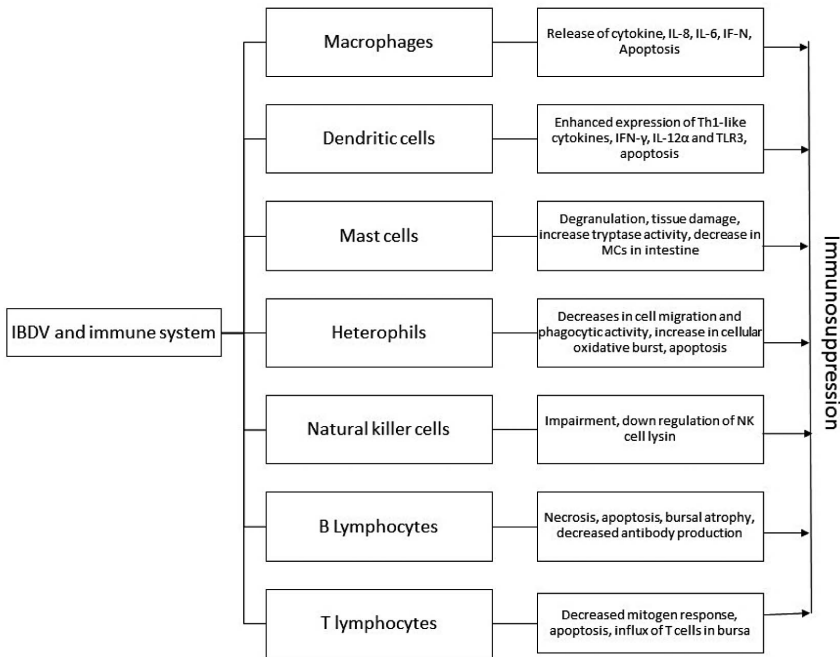 Macrophages
Release of cytokine, IL-8, IL-6, IF-N,
Apoptosis
Dendritic cells
Enhanced expression of Th1-like
cytokines, IFN-γ, IL-12α and TLR3,
apoptosis
Mast cells
Degranulation, tissue damage,
increase tryptase activity, decrease in
MCs in intestine
IBDV and immune system
Heterophils
Decreases in cell migration and
phagocytic activity, increase in cellular
oxidative burst, apoptosis
Natural killer cells
Impairment, down regulation of NK
cell lysin
B Lymphocytes
Necrosis, apoptosis, bursal atrophy,
decreased antibody production
T lymphocytes
Decreased mitogen response,
apoptosis, influx of T cells in bursa
Immunosuppression